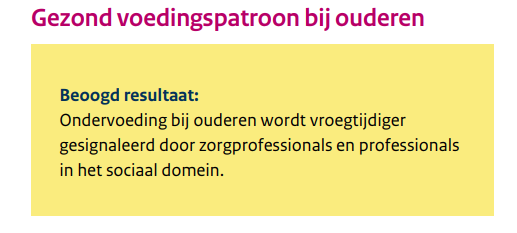 Gezond voedingspatroon bij ouderen
Beoogd resultaat:
Ondervoeding bij ouderen wordt vroegtijdiger
gesignaleerd door zorgprofessionals en professionals
in het sociaal domein.